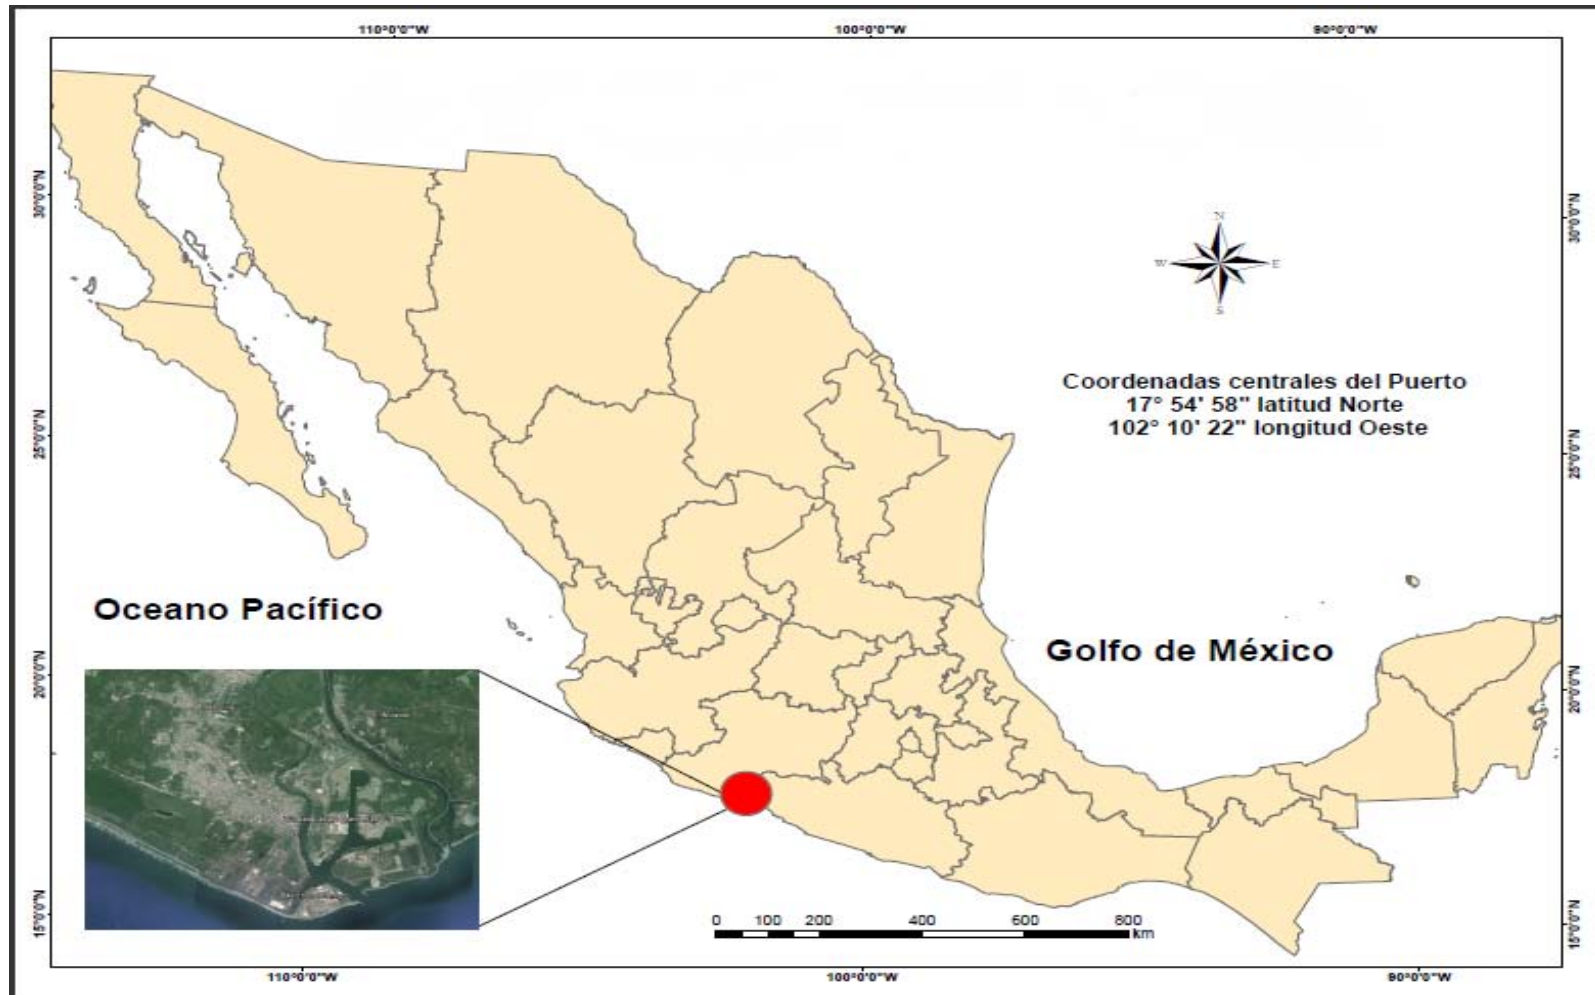 110°0'0"W
100°0'0"W
90°0'0"W
30°0'0"N
30°0'0"N
N
W
E
S
Coordenadas centrales del Puerto
17° 54' 58" latitud Norte
102° 10' 22" longitud Oeste
25°0'0"N
25°0'0"N
Oceano Pacífico
Golfo de México
20°0'0"N
20°0'0"N
15°0'0"N
15°0'0"N
0 100 200 400 600 800
km
110°0'0"W
100°0'0"W
90°0'0"W